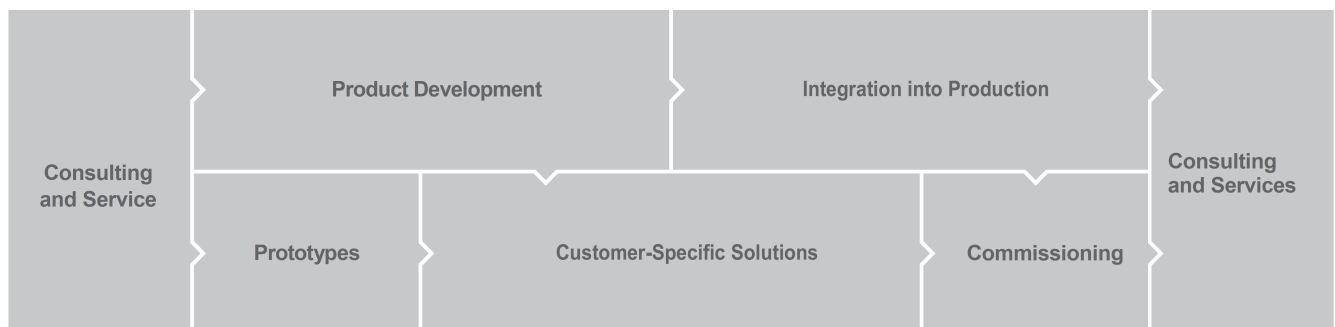 Consulting
and Service
Product Development
Integration into Production
Prototypes
Customer-Specific Solutions
Commissioning
Consulting
and Services